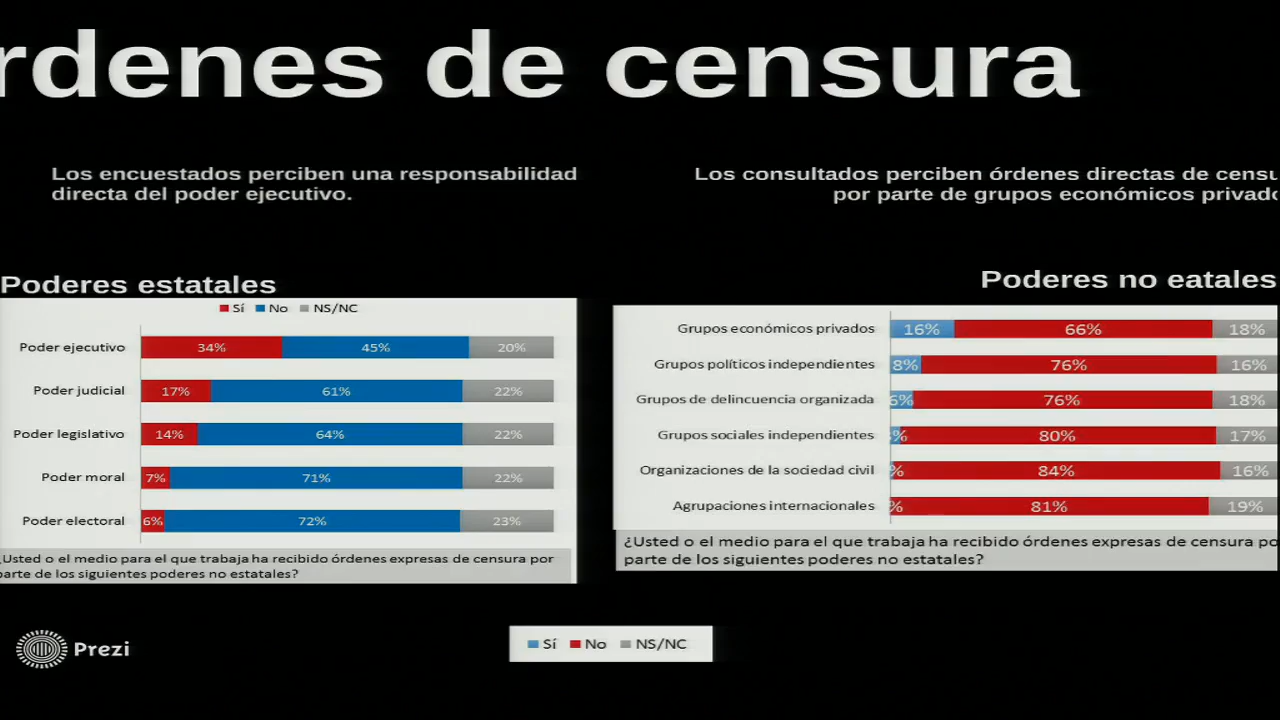 rdenes de censura
Los encuestados perciben una responsabilidad
directa del poder ejecutivo.
Los consultados perciben órdenes directas de censu
por parte de grupos económicos privado
Poderes estatales
Sí No NS/NC
Poder ejecutivo 34% 45% 20%
Poder judicial 17% 61% 22%
Poder legislativo 14% 64% 22%
Poder moral 7% 71% 22%
Poder electoral 6% 72% 23%
¿Usted o el medio para el que trabaja ha recibido órdenes expresas de censura por
parte de los siguientes poderes no estatales?
Poderes no eatales
Grupos económicos privados 16% 66% 18%
Grupos políticos independientes 8% 76% 16%
Grupos de delincuencia organizada 6% 76% 18%
Grupos sociales independientes % 80% 17%
Organizaciones de la sociedad civil % 84% 16%
Agrupaciones internacionales % 81% 19%
¿Usted o el medio para el que trabaja ha recibido órdenes expresas de censura po
parte de los siguientes poderes no estatales?
Prezi
Sí No NS/NC